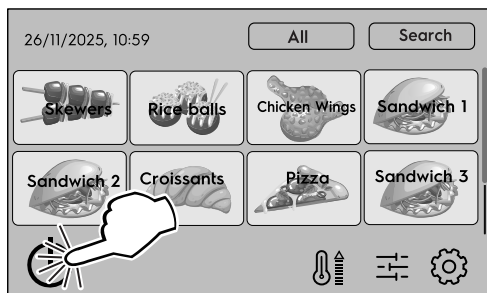 26/11/2025, 10:59
All
Search
Skewers
Rice balls
Chicken Wings
Sandwich 1
Sandwich 2
Croissants
Pizza
Sandwich 3